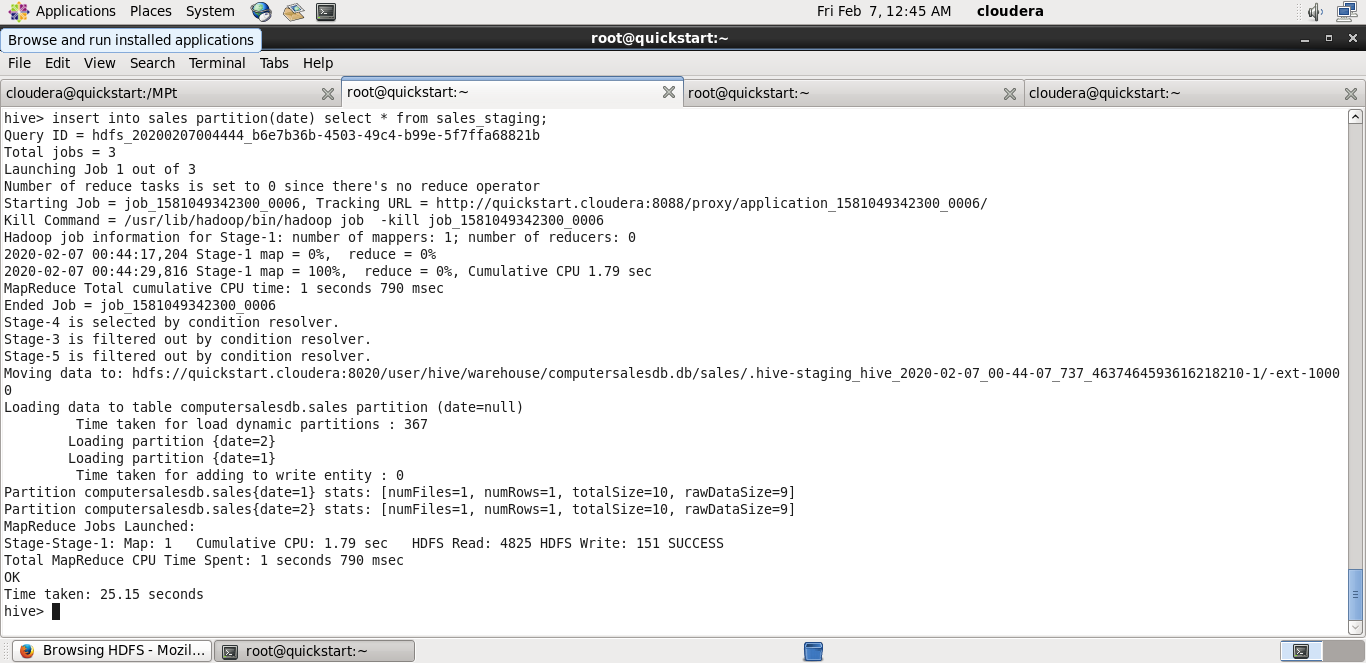 Applications Places System Fri Feb 7, 12:45 AM cloudera
Browse and run installed applications
root@quickstart:~
File Edit View Search Terminal Tabs Help
cloudera@quickstart:/MPt root@quickstart:~ root@quickstart:~ cloudera@quickstart:~
hive> insert into sales partition(date) select * from sales_staging;
Query ID = hdfs_20200207004444_b6e7b36b-4503-49c4-b99e-5f7ffa68821b
Total jobs = 3
Launching Job 1 out of 3
Number of reduce tasks is set to 0 since there's no reduce operator
Starting Job = job_1581049342300_0006, Tracking URL = http://quickstart.cloudera:8088/proxy/application_1581049342300_0006/
Kill Command = /usr/lib/hadoop/bin/hadoop job  -kill job_1581049342300_0006
Hadoop job information for Stage-1: number of mappers: 1; number of reducers: 0
2020-02-07 00:44:17,204 Stage-1 map = 0%,  reduce = 0%
2020-02-07 00:44:29,816 Stage-1 map = 100%,  reduce = 0%, Cumulative CPU 1.79 sec
MapReduce Total cumulative CPU time: 1 seconds 790 msec
Ended Job = job_1581049342300_0006
Stage-4 is selected by condition resolver.
Stage-3 is filtered out by condition resolver.
Stage-5 is filtered out by condition resolver.
Moving data to: hdfs://quickstart.cloudera:8020/user/hive/warehouse/computersalesdb.db/sales/.hive-staging_hive_2020-02-07_00-44-07_737_4637464593616218210-1/-ext-1000
0
Loading data to table computersalesdb.sales partition (date=null)
Time taken for load dynamic partitions : 367
Loading partition {date=2}
Loading partition {date=1}
Time taken for adding to write entity : 0
Partition computersalesdb.sales{date=1} stats: [numFiles=1, numRows=1, totalSize=10, rawDataSize=9]
Partition computersalesdb.sales{date=2} stats: [numFiles=1, numRows=1, totalSize=10, rawDataSize=9]
MapReduce Jobs Launched:
Stage-Stage-1: Map: 1   Cumulative CPU: 1.79 sec   HDFS Read: 4825 HDFS Write: 151 SUCCESS
Total MapReduce CPU Time Spent: 1 seconds 790 msec
OK
Time taken: 25.15 seconds
hive>
Browsing HDFS - Mozil... root@quickstart:~